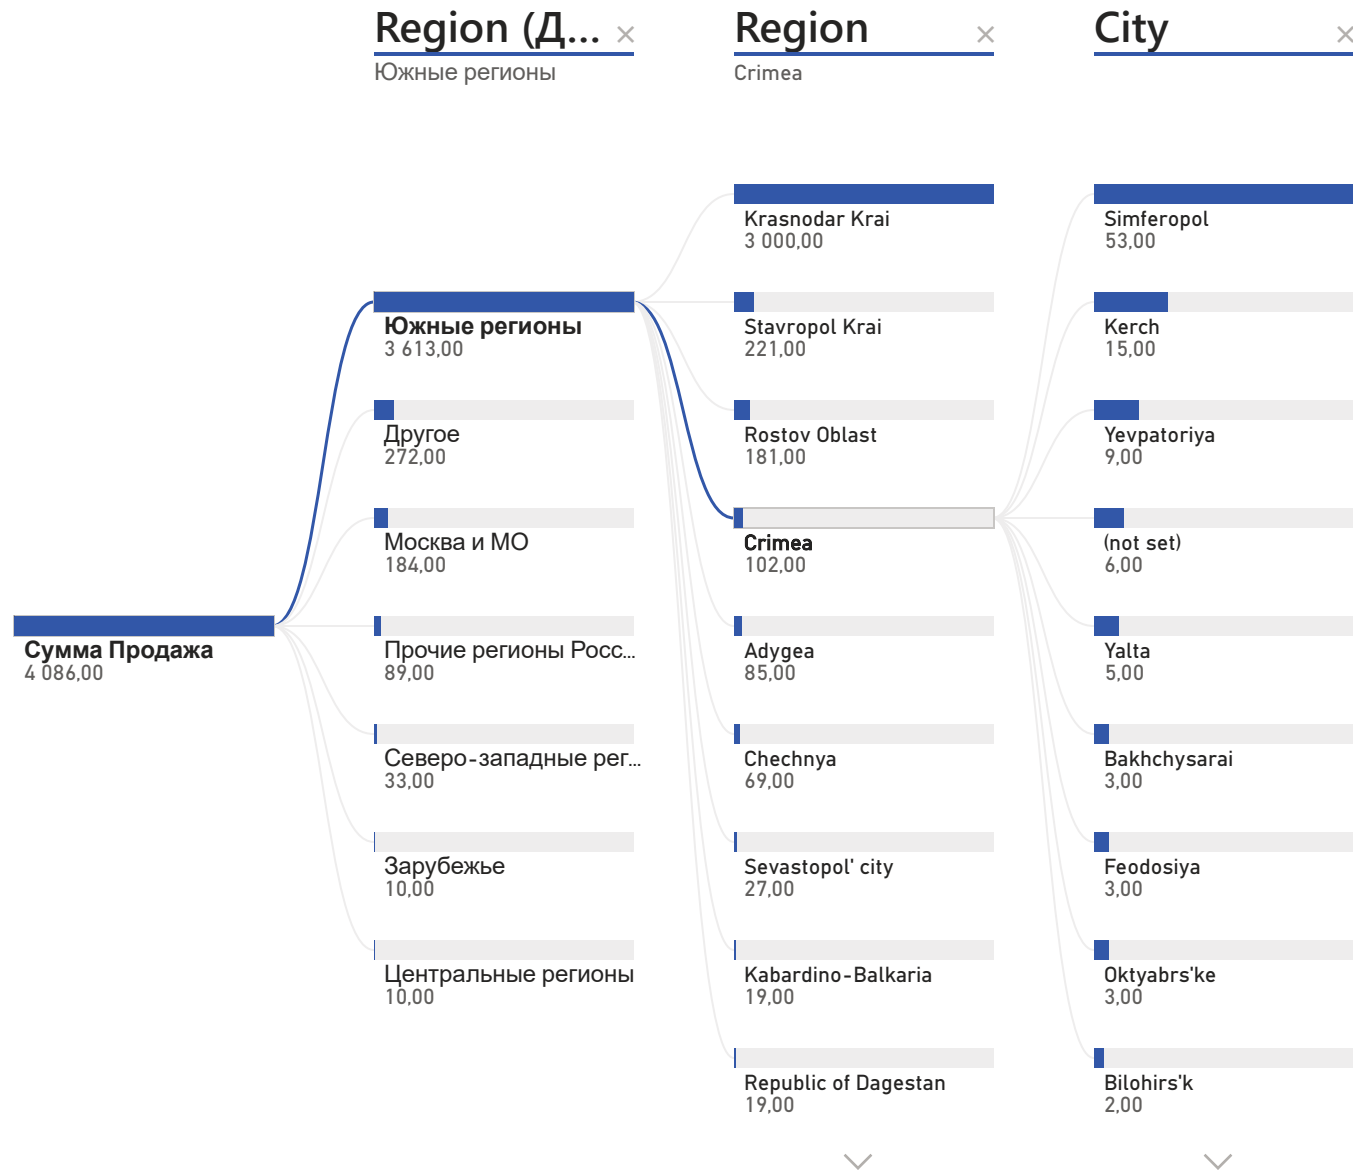 Region (Д...
Южные регионы
Region
Crimea
City
Сумма Продажа
4 086,00
Южные регионы
3 613,00
Другое
272,00
Москва и МО
184,00
Прочие регионы Росс...
89,00
Северо-западные рег...
33,00
Зарубежье
10,00
Центральные регионы
10,00
Krasnodar Krai
3 000,00
Stavropol Krai
221,00
Rostov Oblast
181,00
Crimea
102,00
Adygea
85,00
Chechnya
69,00
Sevastopol' city
27,00
Kabardino-Balkaria
19,00
Republic of Dagestan
19,00
Simferopol
53,00
Kerch
15,00
Yevpatoriya
9,00
(not set)
6,00
Yalta
5,00
Bakhchysarai
3,00
Feodosiya
3,00
Oktyabrs'ke
3,00
Bilohirs'k
2,00